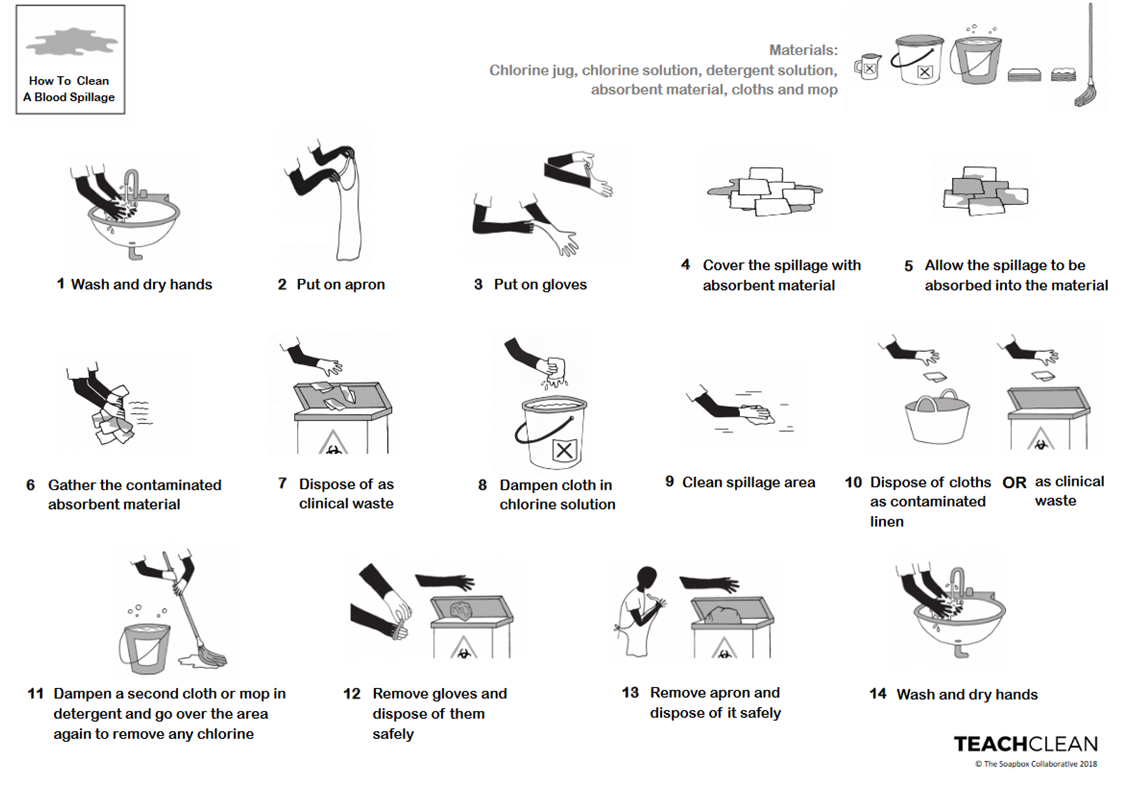 How To Clean
A Blood Spillage
Materials:
Chlorine jug, chlorine solution, detergent solution,
absorbent material, cloths and mop
1 Wash and dry hands
2 Put on apron
3 Put on gloves
4 Cover the spillage with
absorbent material
5 Allow the spillage to be
absorbed into the material
6 Gather the contaminated
absorbent material
7 Dispose of as
clinical waste
8 Dampen cloth in
chlorine solution
9 Clean spillage area
10 Dispose of cloths
as contaminated
linen
OR as clinical
waste
11 Dampen a second cloth or mop in
detergent and go over the area
again to remove any chlorine
12 Remove gloves and
dispose of them
safely
13 Remove apron and
dispose of it safely
14 Wash and dry hands
TEACHCLEAN
© The Soapbox Collaborative 2018